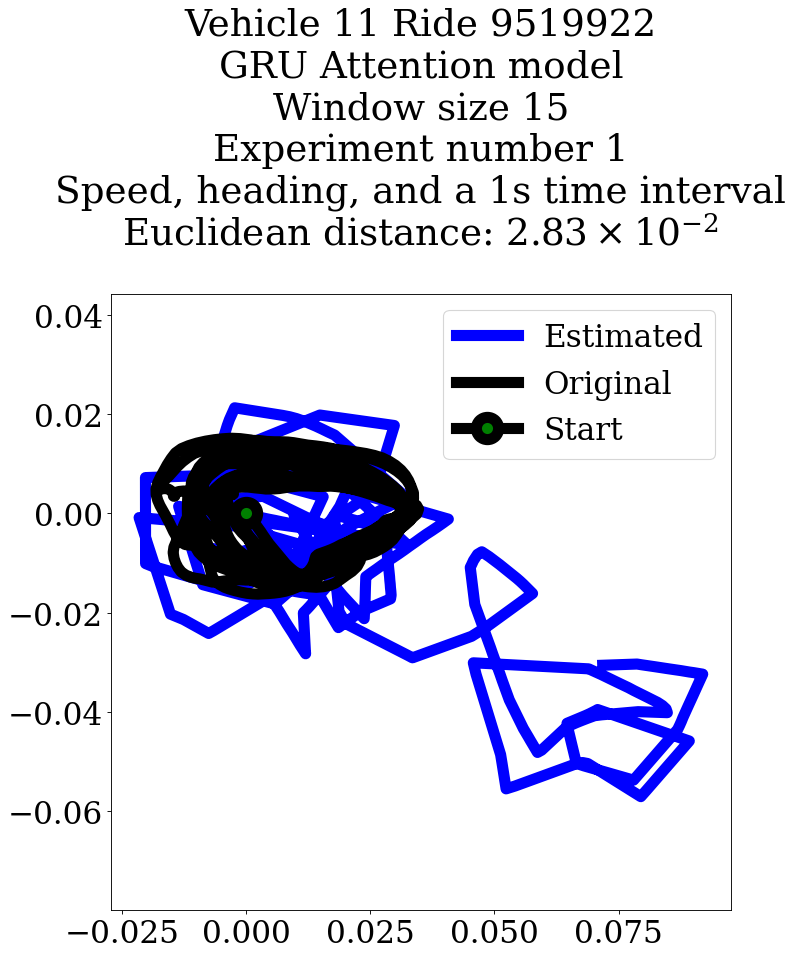 Vehicle 11 Ride 9519922
GRU Attention model
Window size 15
Experiment number 1
Speed, heading, and a 1s time interval
Euclidean distance: 2.83 × 10⁻²
Estimated
Original
Start
0.04
0.02
0.00
−0.02
−0.04
−0.06
−0.025 0.000 0.025 0.050 0.075